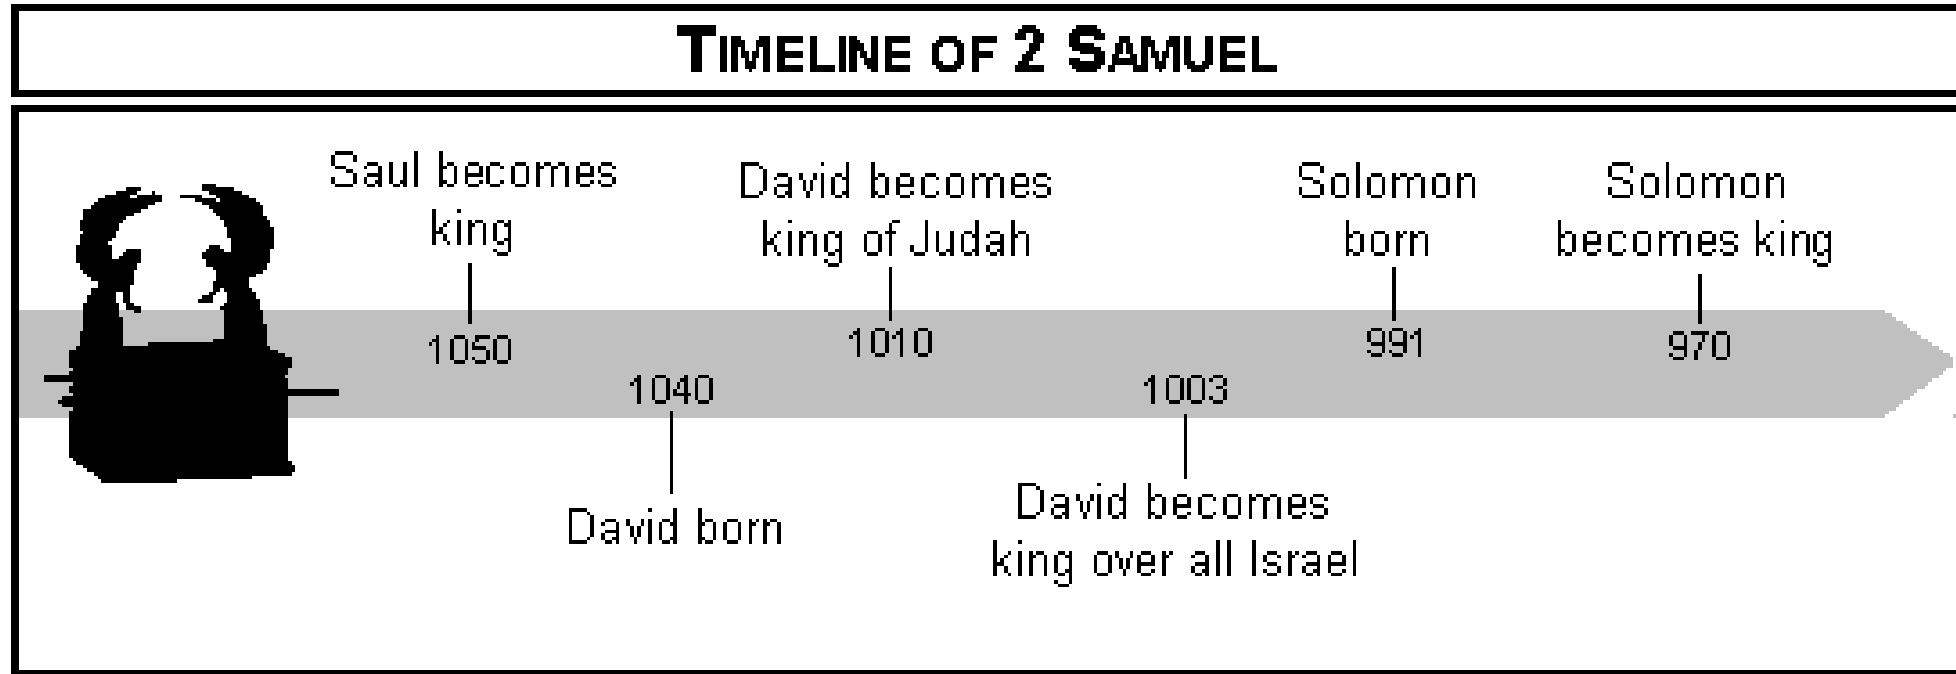 TIMELINE OF 2 SAMUEL
Saul becomes
king
David becomes
king of Judah
Solomon
born
Solomon
becomes king
1050
1010
991
970
1040
1003
David born
David becomes
king over all Israel